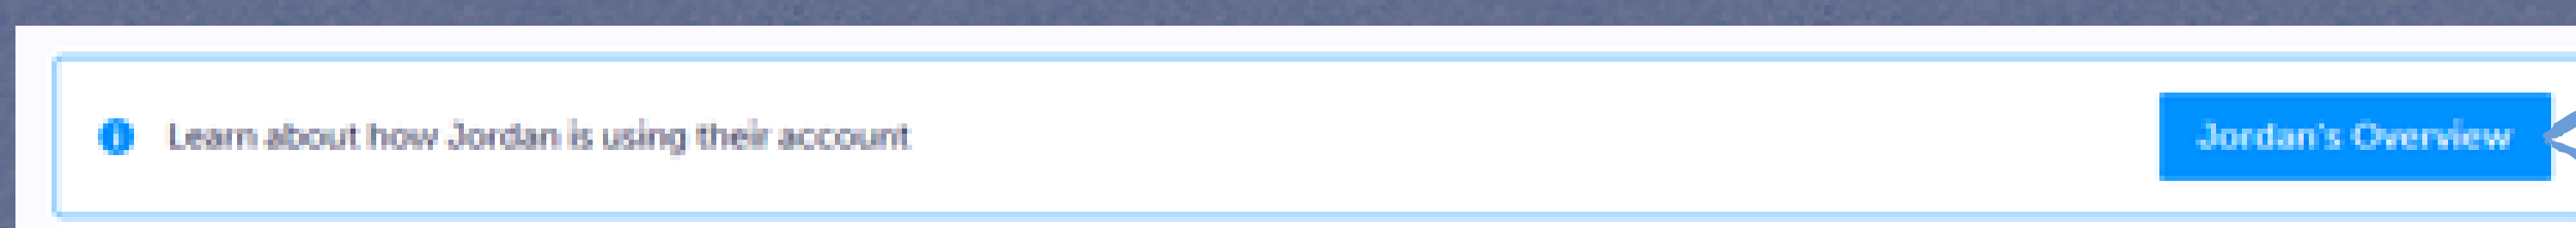 Learn about how Jordan is using their account
Jordan's Overview